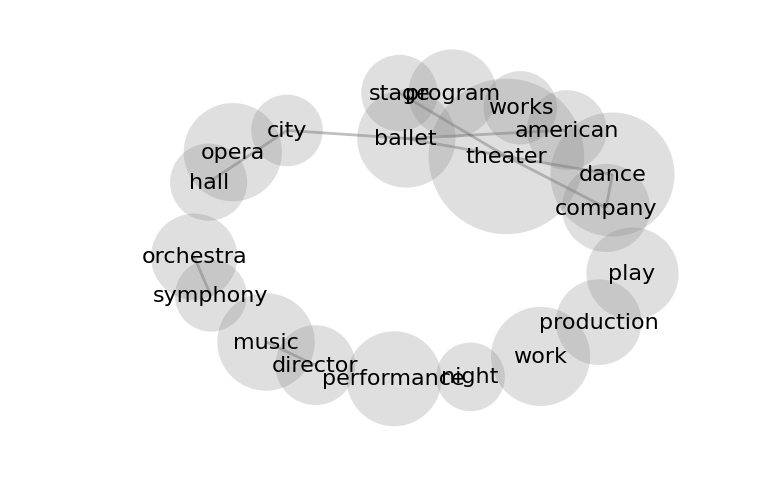 stage
program
works
city
american
ballet
opera
theater
dance
hall
company
orchestra
play
symphony
production
music
work
director
performance
night